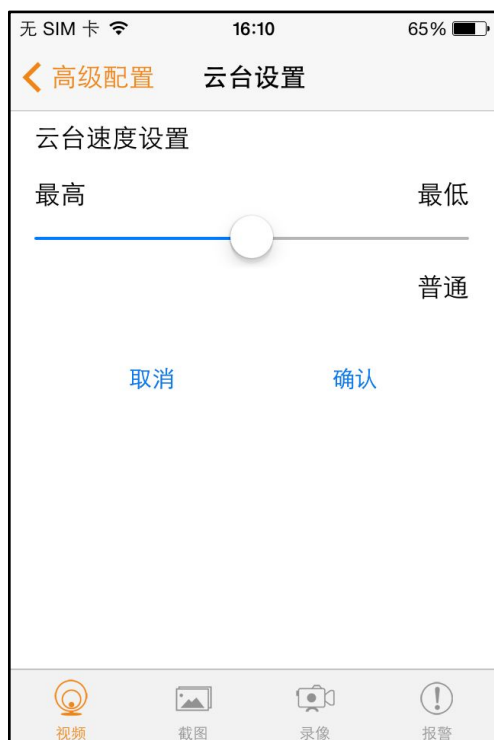 无 SIM 卡 16:10 65%
高级配置 云台设置
云台速度设置
最高 最低
普通
取消 确认
视频 截图 录像 报警